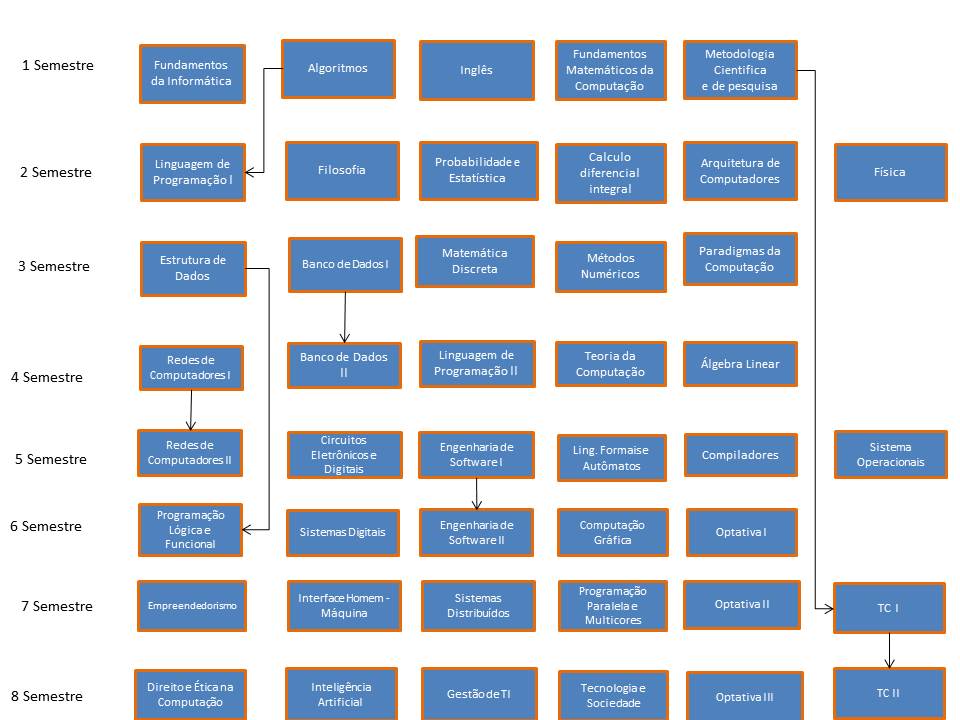 1 Semestre
Fundamentos
da Informática
Algoritmos
Inglês
Fundamentos
Matemáticos da
Computação
Metodologia
Cientifica
e de pesquisa
2 Semestre
Linguagem de
Programação I
Filosofia
Probabilidade e
Estatística
Calculo
diferencial
integral
Arquitetura de
Computadores
Física
3 Semestre
Estrutura de
Dados
Banco de Dados I
Matemática
Discreta
Métodos
Numéricos
Paradigmas da
Computação
4 Semestre
Redes de
Computadores I
Banco de Dados
II
Linguagem de
Programação II
Teoria da
Computação
Álgebra Linear
5 Semestre
Redes de
Computadores II
Circuitos
Eletrônicos e
Digitais
Engenharia de
Software I
Ling. Formais e
Autômatos
Compiladores
Sistema
Operacionais
6 Semestre
Programação
Lógica e
Funcional
Sistemas Digitais
Engenharia de
Software II
Computação
Gráfica
Optativa I
7 Semestre
Empreendedorismo
Interface Homem -
Máquina
Sistemas
Distribuídos
Programação
Paralela e
Multicores
Optativa II
TC I
8 Semestre
Direito e Ética na
Computação
Inteligência
Artificial
Gestão de TI
Tecnologia e
Sociedade
Optativa III
TC II